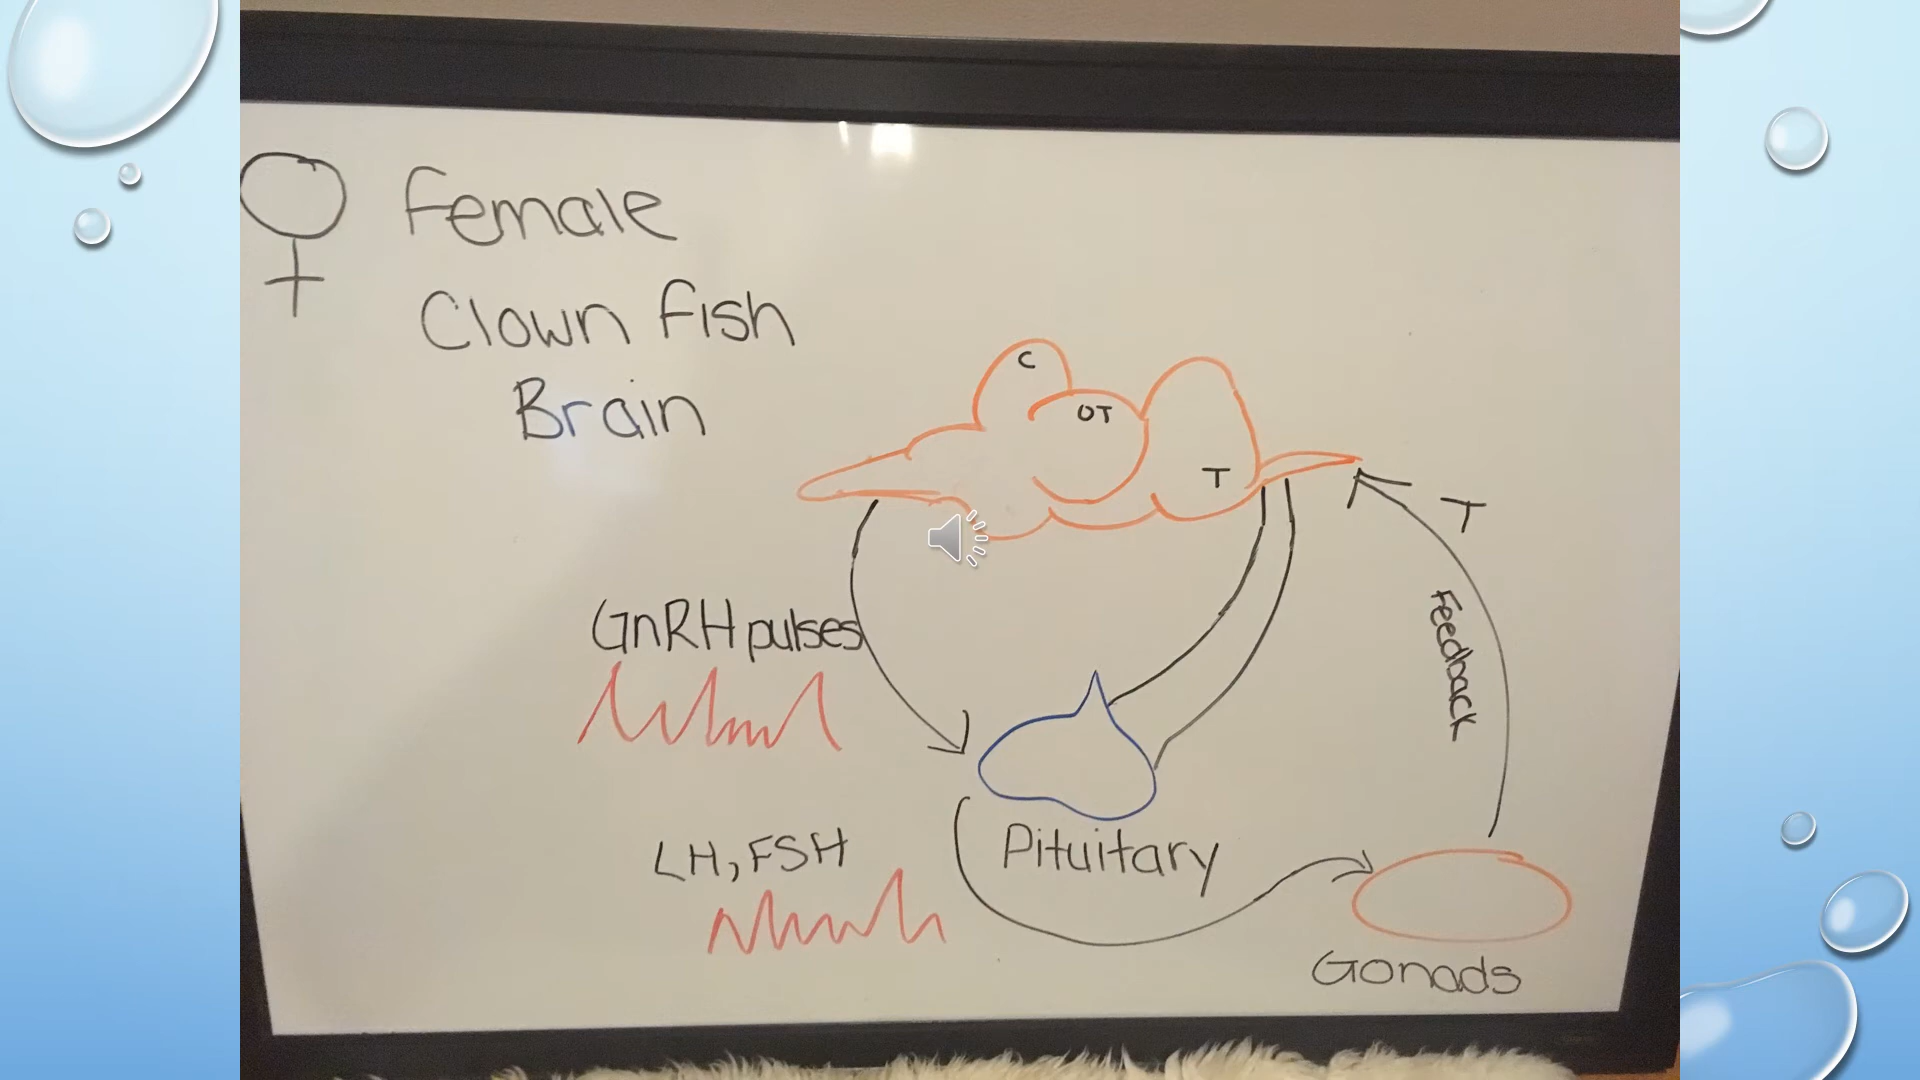 Female
Clown Fish
Brain
C
OT
T
T
GnRH pulses
Feedback
LH, FSH
Pituitary
Gonads